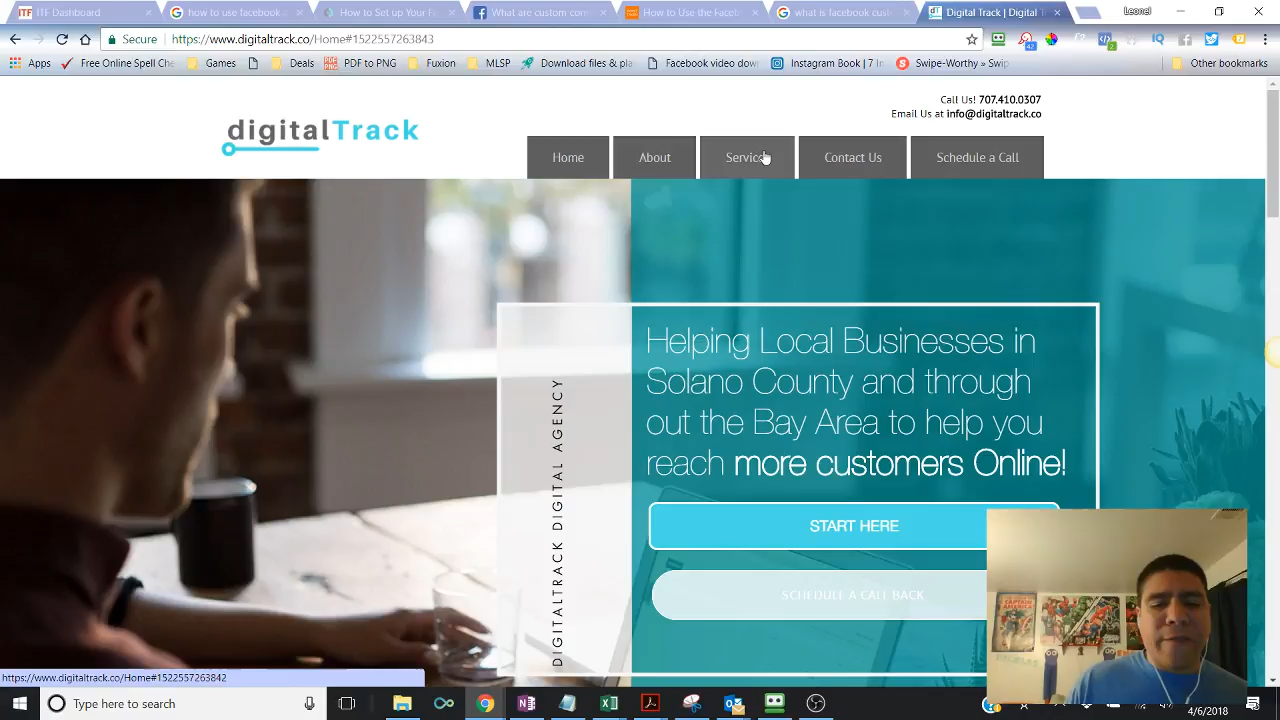 ITF Dashboard
how to use facebook
How to Set up Your Fa
What are custom con
How to Use the Faceb
what is facebook cust
Digital Track | Digital T
Leonel
Secure
https://www.digitaltrack.co/Home#1522557263843
Apps
Free Online Spell Che
Games
Deals
PDF to PNG
Fuxion
MLSP
Download files & pla
Facebook video dow
Instagram Book | 7 In
Swipe-Worthy » Swip
Other bookmarks
Call Us! 707.410.0307
Email Us at info@digitaltrack.co
digitalTrack
Home
About
Service
Contact Us
Schedule a Call
Helping Local Businesses in
Solano County and through
out the Bay Area to help you
reach more customers Online!
START HERE
SCHEDULE A CALL BACK
DIGITALTRACK DIGITAL AGENCY
CAPTAIN
AMERICA
https://www.digitaltrack.co/Home#1522557263842
Type here to search
4/6/2018